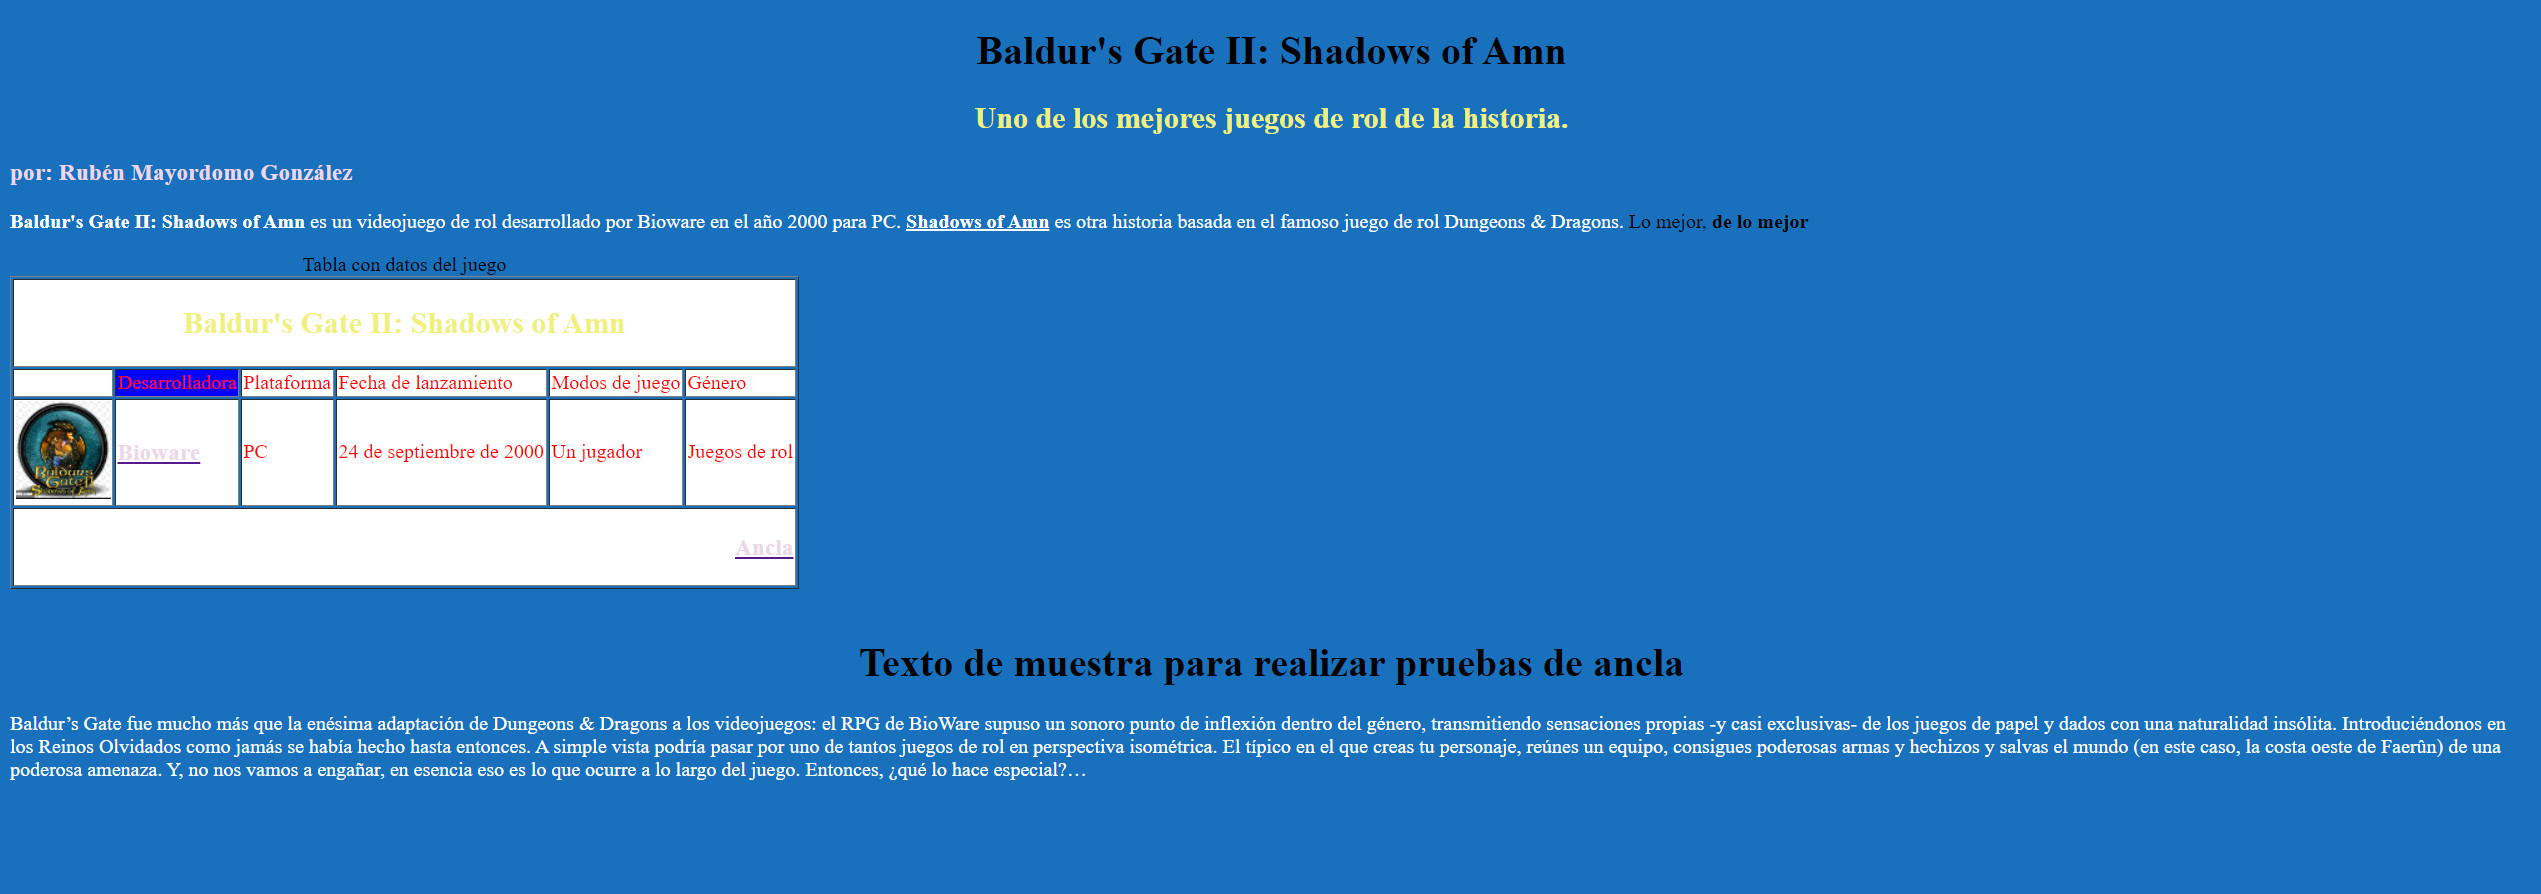 Baldur's Gate II: Shadows of Amn
Uno de los mejores juegos de rol de la historia.
por: Rubén Mayordomo González
Baldur's Gate II: Shadows of Amn es un videojuego de rol desarrollado por Bioware en el año 2000 para PC. Shadows of Amn es otra historia basada en el famoso juego de rol Dungeons & Dragons. Lo mejor, de lo mejor
Tabla con datos del juego
Baldur's Gate II: Shadows of Amn
Desarrolladora Plataforma Fecha de lanzamiento Modos de juego Género
Baldurs
Gate II
Shadows of Amn
Bioware PC 24 de septiembre de 2000 Un jugador Juegos de rol
Ancla
Texto de muestra para realizar pruebas de ancla
Baldur’s Gate fue mucho más que la enésima adaptación de Dungeons & Dragons a los videojuegos: el RPG de BioWare supuso un sonoro punto de inflexión dentro del género, transmitiendo sensaciones propias -y casi exclusivas- de los juegos de papel y dados con una naturalidad insólita. Introduciéndonos en
los Reinos Olvidados como jamás se había hecho hasta entonces. A simple vista podría pasar por uno de tantos juegos de rol en perspectiva isométrica. El típico en el que creas tu personaje, reúnes un equipo, consigues poderosas armas y hechizos y salvas el mundo (en este caso, la costa oeste de Faerûn) de una
poderosa amenaza. Y, no nos vamos a engañar, en esencia eso es lo que ocurre a lo largo del juego. Entonces, ¿qué lo hace especial?…